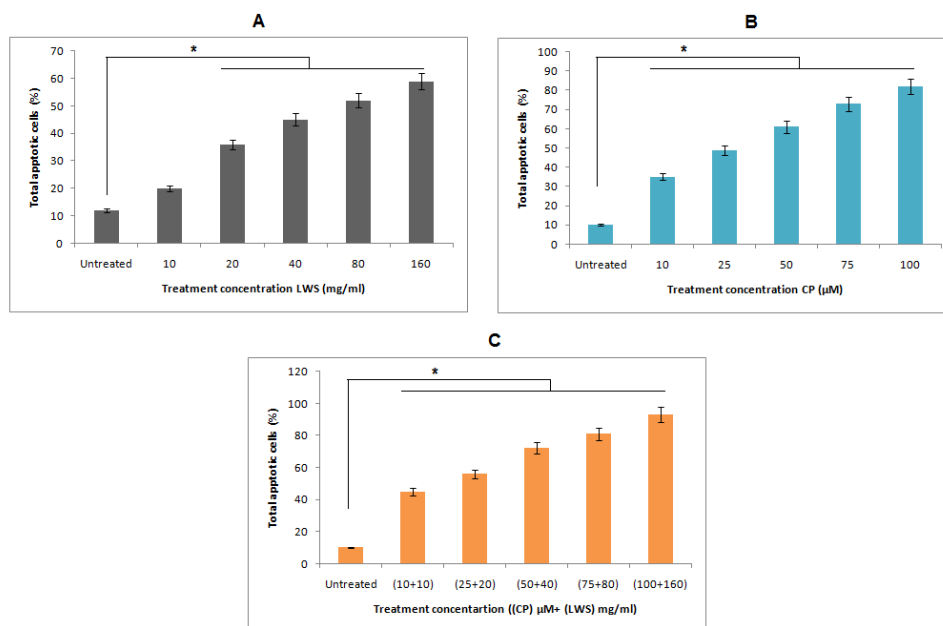 A
*
70
60
50
40
30
20
10
0
Total apptotic cells (%)
Untreated 10 20 40 80 160
Treatment concentration LWS (mg/ml)
B
*
100
90
80
70
60
50
40
30
20
10
0
Total apptotic cells (%)
Untreated 10 25 50 75 100
Treatment concentration CP (µM)
C
*
120
100
80
60
40
20
0
Total apptotic cells (%)
Untreated (10+10) (25+20) (50+40) (75+80) (100+160)
Treatment concentartion ((CP) µM+ (LWS) mg/ml)